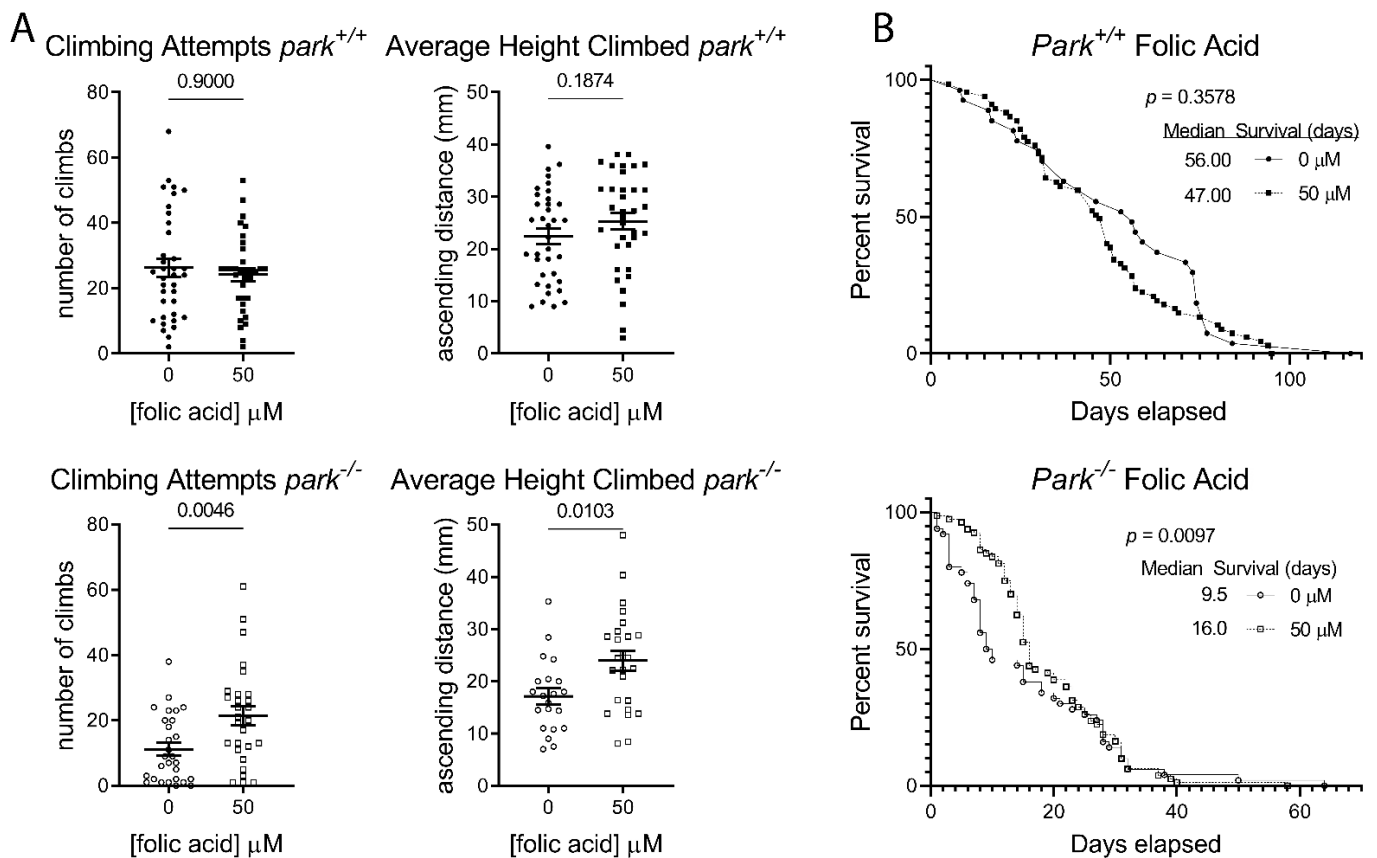 A
Climbing Attempts park+/+
0.9000
number of climbs
80
60
40
20
0
0 50
[folic acid] μM
Average Height Climbed park+/+
0.1874
ascending distance (mm)
50
40
30
20
10
0
0 50
[folic acid] μM
Climbing Attempts park-/-
0.0046
number of climbs
80
60
40
20
0
0 50
[folic acid] μM
Average Height Climbed park-/-
0.0103
ascending distance (mm)
50
40
30
20
10
0
0 50
[folic acid] μM
B
Park+/+ Folic Acid
p = 0.3578
Median Survival (days)
56.00 0 μM
47.00 50 μM
Percent survival
100
50
0
0 50 100
Days elapsed
Park-/- Folic Acid
p = 0.0097
Median Survival (days)
9.5 0 μM
16.0 50 μM
Percent survival
100
50
0
0 20 40 60
Days elapsed